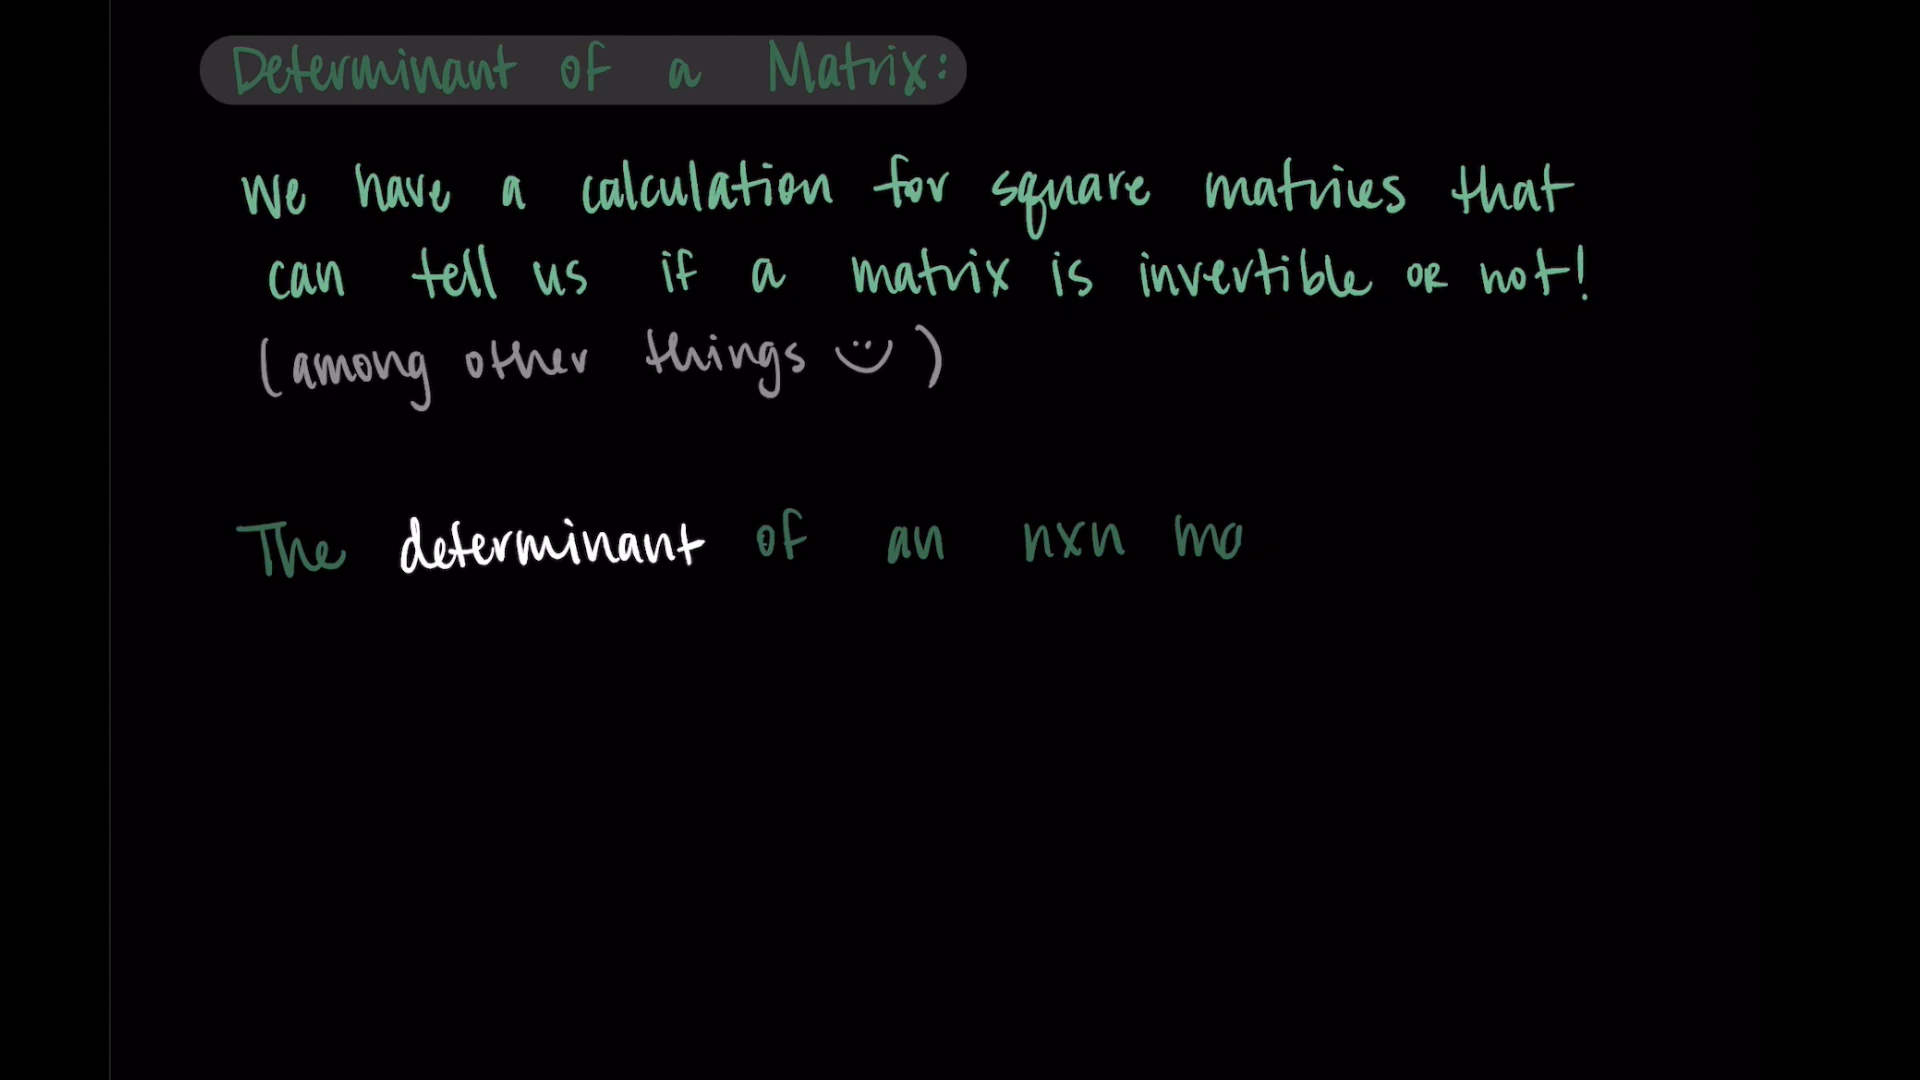 Determinant of a Matrix:
We have a calculation for square matrices that
can tell us if a matrix is invertible OR not!
(among other things
The determinant of an nxn ma